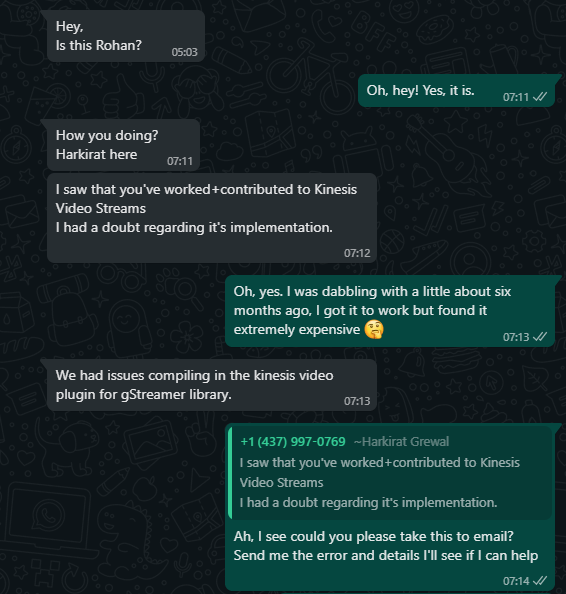 Hey,
Is this Rohan?
05:03
Oh, hey! Yes, it is.
07:11
How you doing?
Harkirat here
07:11
I saw that you've worked+contributed to Kinesis
Video Streams
I had a doubt regarding it's implementation.
07:12
Oh, yes. I was dabbling with a little about six
months ago, I got it to work but found it
extremely expensive 🤔
07:13
We had issues compiling in the kinesis video
plugin for gStreamer library.
07:13
+1 (437) 997-0769 ~Harkirat Grewal
I saw that you've worked+contributed to Kinesis
Video Streams
I had a doubt regarding it's implementation.
Ah, I see could you please take this to email?
Send me the error and details I'll see if I can help
07:14